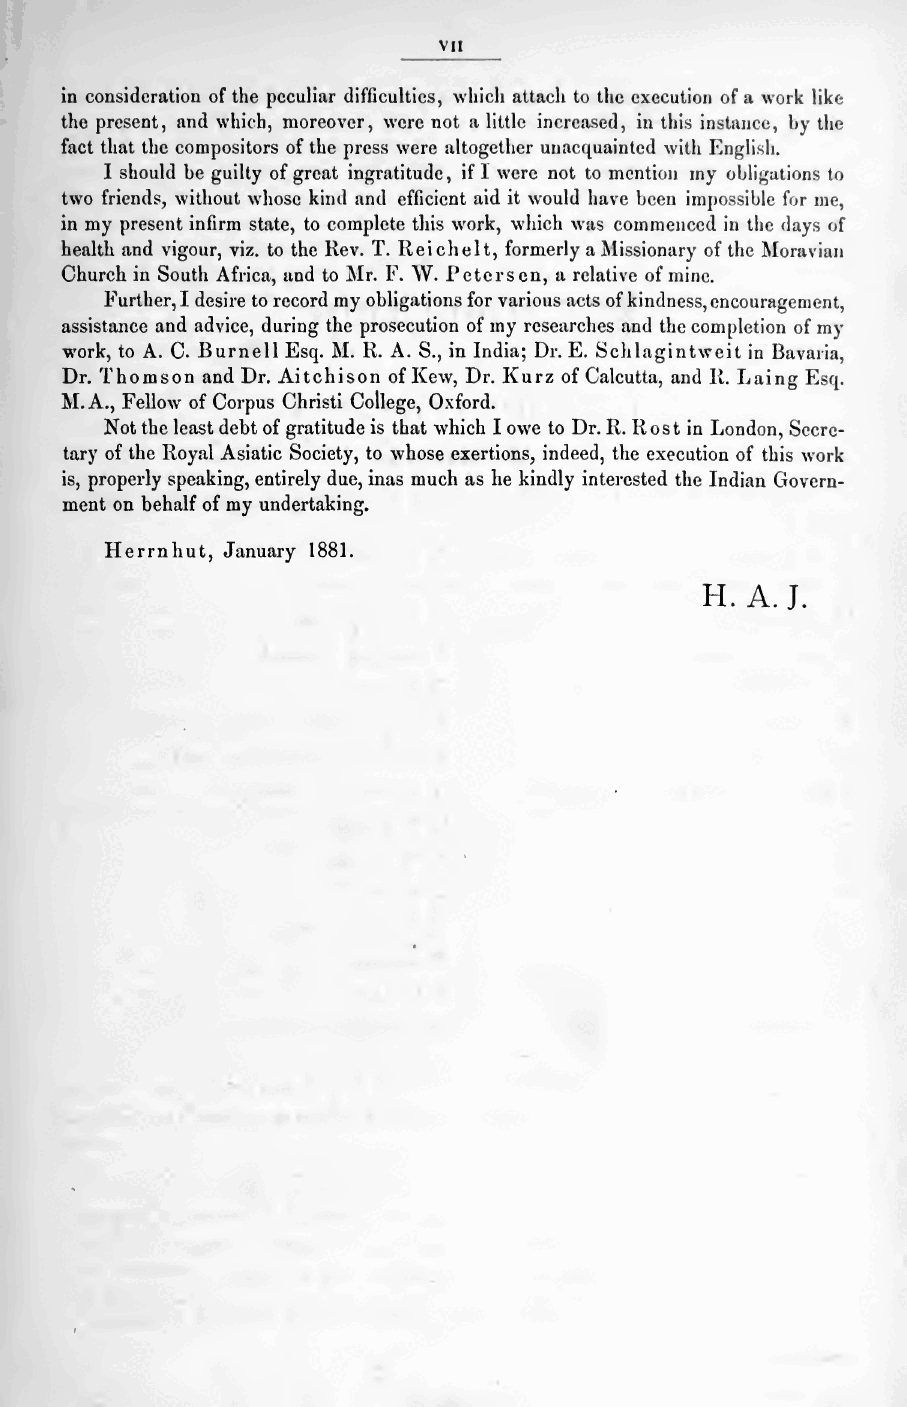 VII
in consideration of the peculiar difficulties, which attach to the execution of a work like
the present, and which, moreover, were not a little increased, in this instance, by the
fact that the compositors of the press were altogether unacquainted with English.
I should be guilty of great ingratitude, if I were not to mention my obligations to
two friends, without whose kind and efficient aid it would have been impossible for me,
in my present infirm state, to complete this work, which was commenced in the days of
health and vigour, viz. to the Rev. T. Reichelt, formerly a Missionary of the Moravian
Church in South Africa, and to Mr. F. W. Petersen, a relative of mine.
Further, I desire to record my obligations for various acts of kindness, encouragement,
assistance and advice, during the prosecution of my researches and the completion of my
work, to A. C. Burnell Esq. M. R. A. S., in India; Dr. E. Schlagintweit in Bavaria,
Dr. Thomson and Dr. Aitchison of Kew, Dr. Kurz of Calcutta, and R. Laing Esq.
M. A., Fellow of Corpus Christi College, Oxford.
Not the least debt of gratitude is that which I owe to Dr. R. Rost in London, Secre-
tary of the Royal Asiatic Society, to whose exertions, indeed, the execution of this work
is, properly speaking, entirely due, inas much as he kindly interested the Indian Govern-
ment on behalf of my undertaking.
Herrnhut, January 1881.
H. A. J.